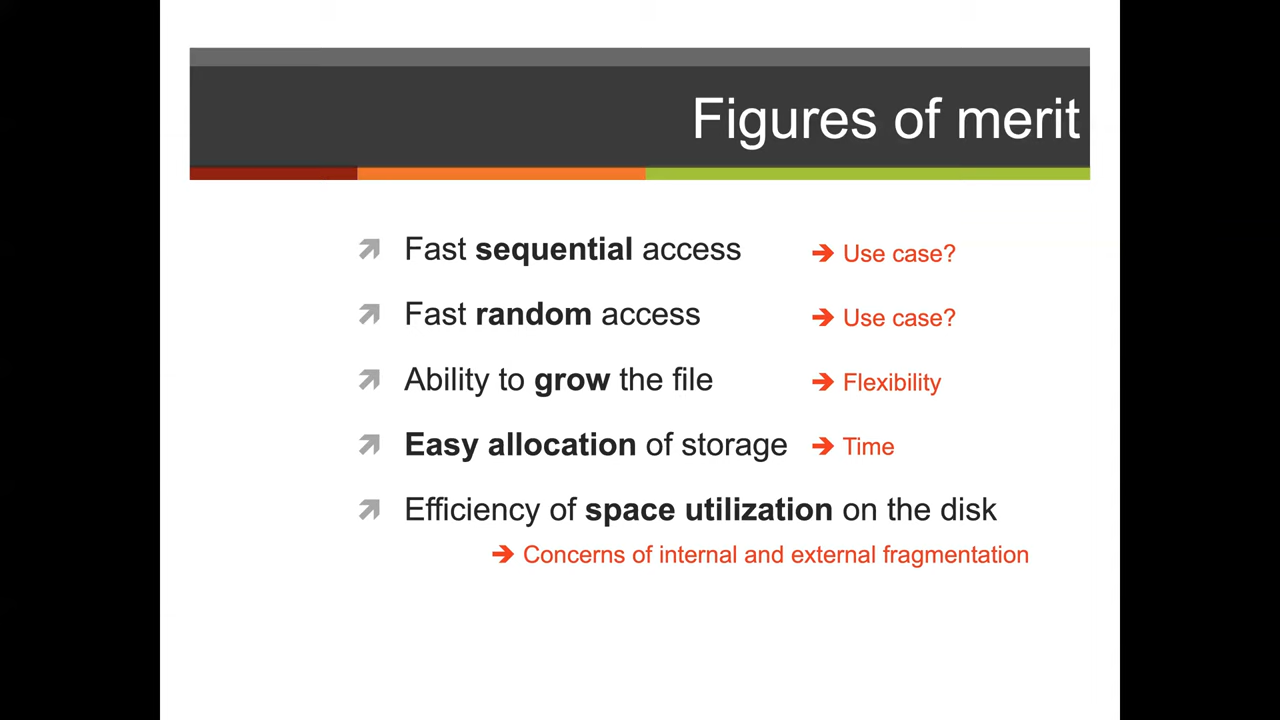 Figures of merit
Fast sequential access ➔ Use case?
Fast random access ➔ Use case?
Ability to grow the file ➔ Flexibility
Easy allocation of storage ➔ Time
Efficiency of space utilization on the disk
➔ Concerns of internal and external fragmentation